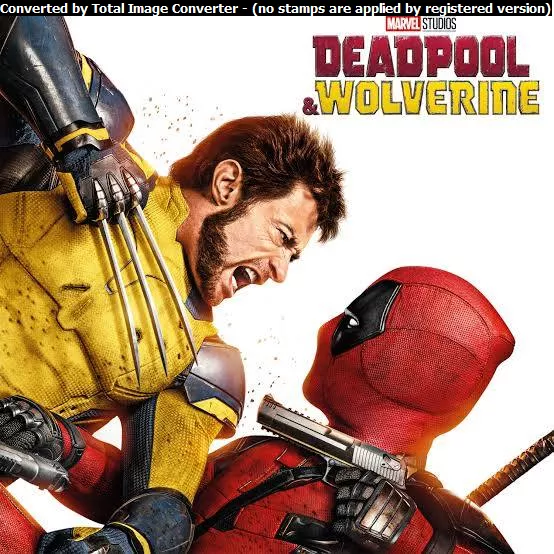 Converted by Total Image Converter - (no stamps are applied by registered version)
MARVEL STUDIOS
DEADPOOL
& WOLVERINE